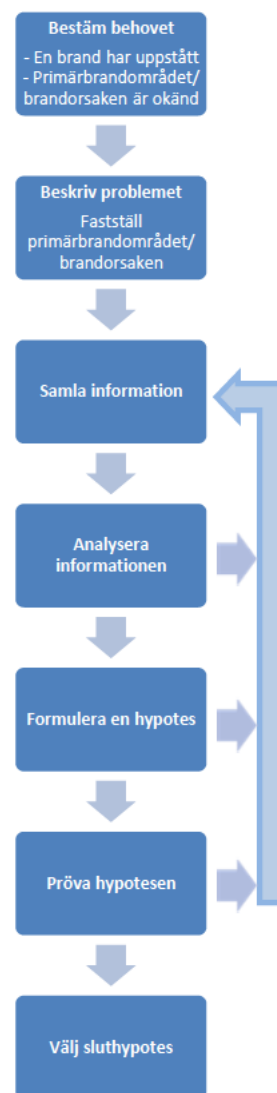 Bestäm behovet
- En brand har uppstått
- Primärbrandområdet/
brandorsaken är okänd
Beskriv problemet
Fastställ
primärbrandområdet/
brandorsaken
Samla information
Analysera
informationen
Formulera en hypotes
Pröva hypotesen
Välj sluthypotes